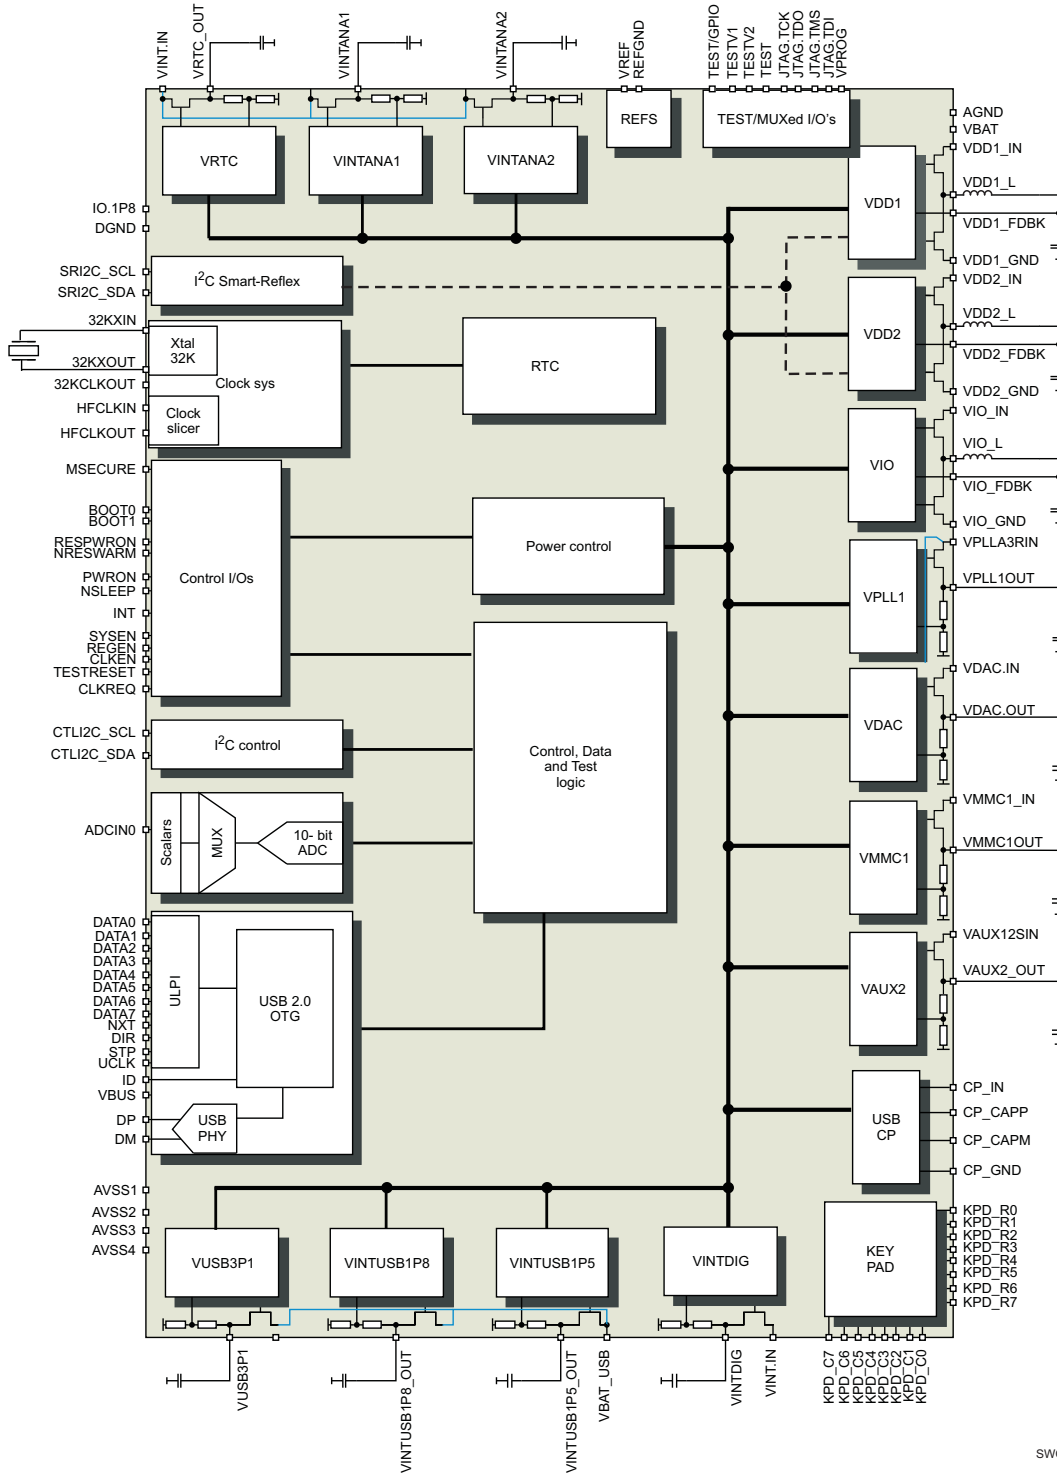 VINT.IN
VRTC_OUT
VINTANA1
VINTANA2
VREF
REFGND
TEST/GPIO
TESTV1
TESTV2
TEST
JTAG.TCK
JTAG.TDO
JTAG.TMS
JTAG.TDI
VPROG
VRTC
VINTANA1
VINTANA2
REFS
TEST/MUXed I/O's
AGND
VBAT
VDD1_IN
VDD1
VDD1_L
VDD1_FDBK
VDD1_GND
IO.1P8
DGND
SRI2C_SCL
SRI2C_SDA
I2C Smart-Reflex
VDD2_IN
VDD2
VDD2_L
VDD2_FDBK
VDD2_GND
32KXIN
32KXOUT
32KCLKOUT
HFCLKIN
HFCLKOUT
Xtal
32K
Clock sys
Clock
slicer
RTC
VIO_IN
VIO
VIO_L
VIO_FDBK
VIO_GND
MSECURE
BOOT0
BOOT1
RESPWRON
NRESWARM
PWRON
NSLEEP
INT
SYSEN
REGEN
CLKEN
TESTRESET
CLKREQ
Control I/Os
Power control
VPLLA3RIN
VPLL1
VPLL1OUT
VDAC.IN
VDAC
VDAC.OUT
CTLI2C_SCL
CTLI2C_SDA
I2C control
Control, Data
and Test
logic
ADCIN0
Scalars
MUX
10- bit
ADC
VMMC1_IN
VMMC1
VMMC1OUT
DATA0
DATA1
DATA2
DATA3
DATA4
DATA5
DATA6
DATA7
NXT
DIR
STP
UCLK
ID
VBUS
DP
DM
ULPI
USB 2.0
OTG
USB
PHY
VAUX12SIN
VAUX2
VAUX2_OUT
USB
CP
CP_IN
CP_CAPP
CP_CAPM
CP_GND
AVSS1
AVSS2
AVSS3
AVSS4
VUSB3P1
VINTUSB1P8
VINTUSB1P5
VINTDIG
KEY
PAD
KPD_R0
KPD_R1
KPD_R2
KPD_R3
KPD_R4
KPD_R5
KPD_R6
KPD_R7
VUSB3P1
VINTUSB1P8_OUT
VINTUSB1P5_OUT
VBAT_USB
VINTDIG
VINT.IN
KPD_C7
KPD_C6
KPD_C5
KPD_C4
KPD_C3
KPD_C2
KPD_C1
KPD_C0